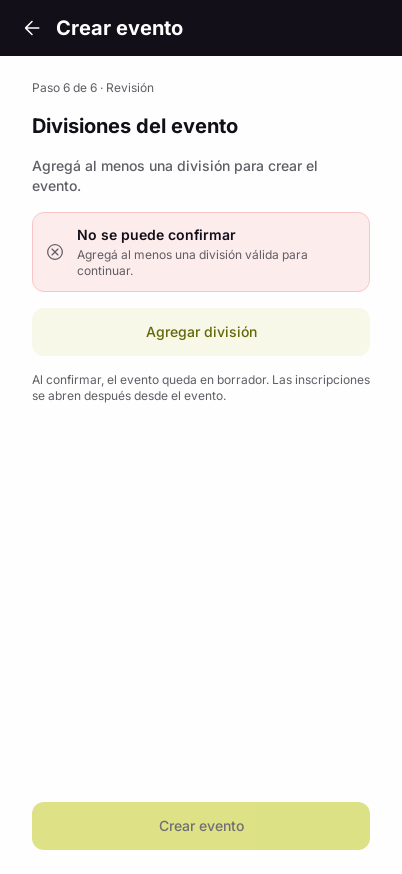 Crear evento
Paso 6 de 6 · Revisión
Divisiones del evento
Agregá al menos una división para crear el
evento.
No se puede confirmar
Agregá al menos una división válida para
continuar.
Agregar división
Al confirmar, el evento queda en borrador. Las inscripciones
se abren después desde el evento.
Crear evento